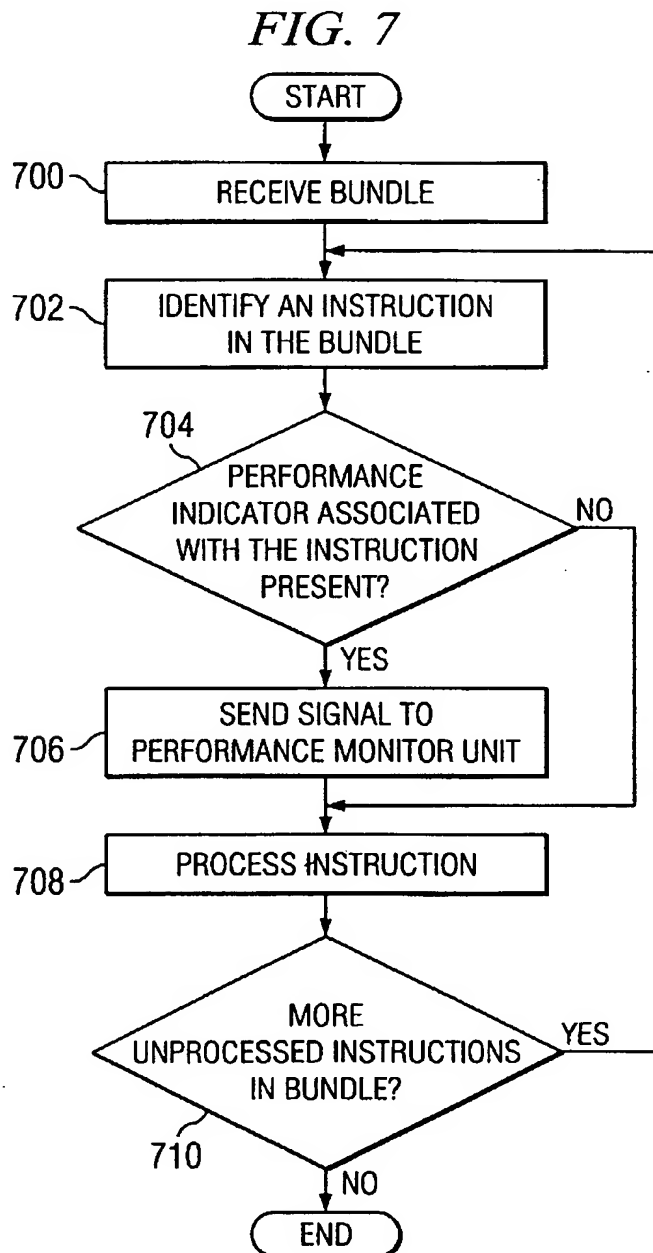 FIG. 7
START
700
RECEIVE BUNDLE
702
IDENTIFY AN INSTRUCTION
IN THE BUNDLE
704
PERFORMANCE
INDICATOR ASSOCIATED
WITH THE INSTRUCTION
PRESENT?
NO
YES
706
SEND SIGNAL TO
PERFORMANCE MONITOR UNIT
708
PROCESS INSTRUCTION
MORE
UNPROCESSED INSTRUCTIONS
IN BUNDLE?
YES
710
NO
END